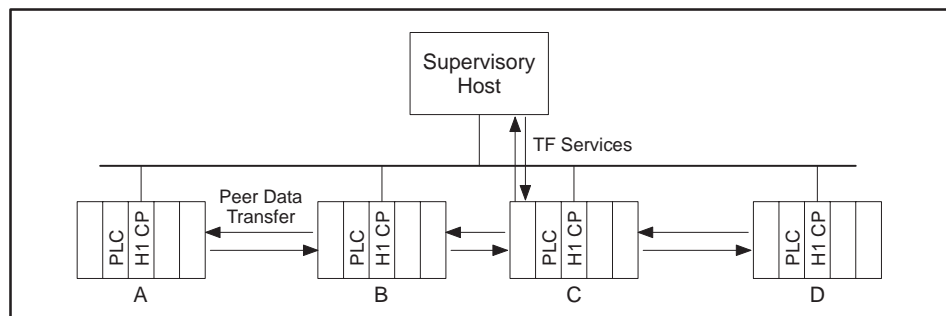 Supervisory
Host
TF Services
Peer Data
Transfer
PLC
H1 CP
PLC
H1 CP
PLC
H1 CP
PLC
H1 CP
A
B
C
D